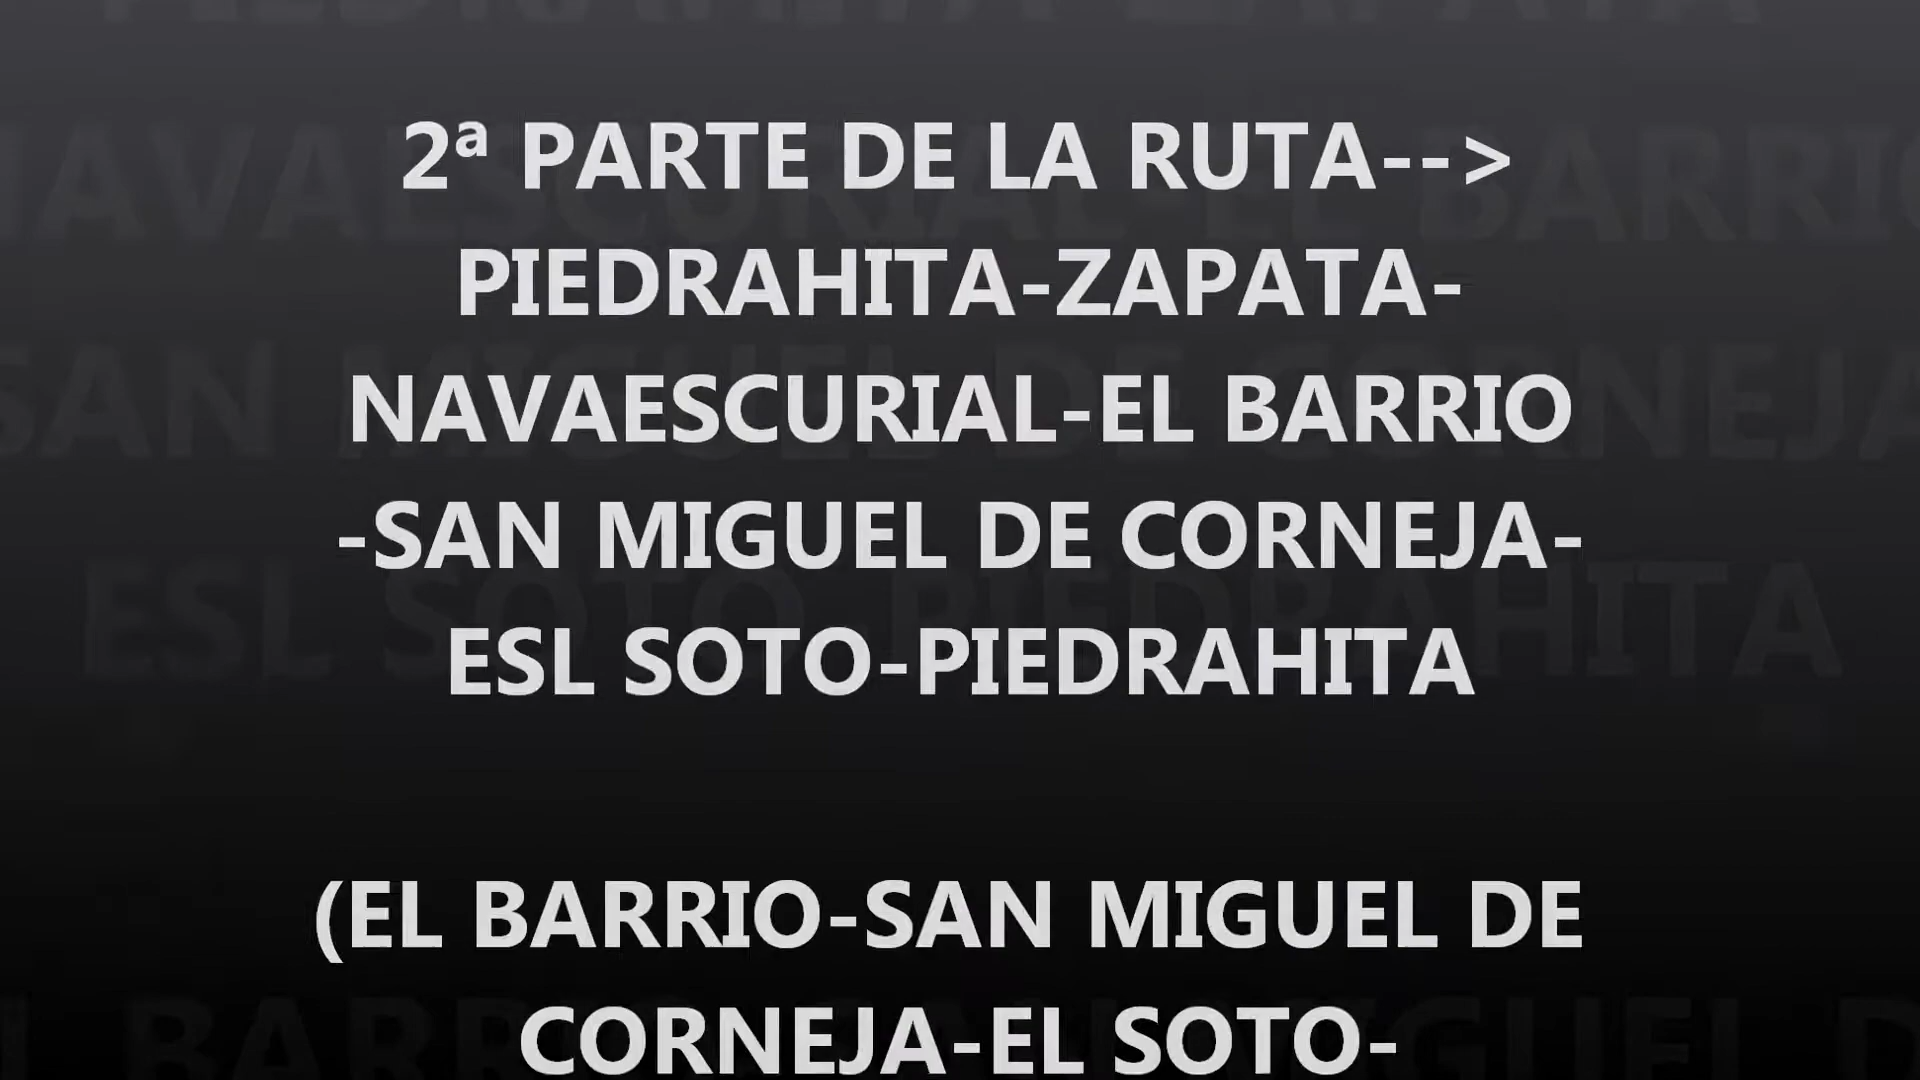 2ª PARTE DE LA RUTA-->
PIEDRAHITA-ZAPATA-
NAVAESCURIAL-EL BARRIO
-SAN MIGUEL DE CORNEJA-
ESL SOTO-PIEDRAHITA
(EL BARRIO-SAN MIGUEL DE
CORNEJA-EL SOTO-